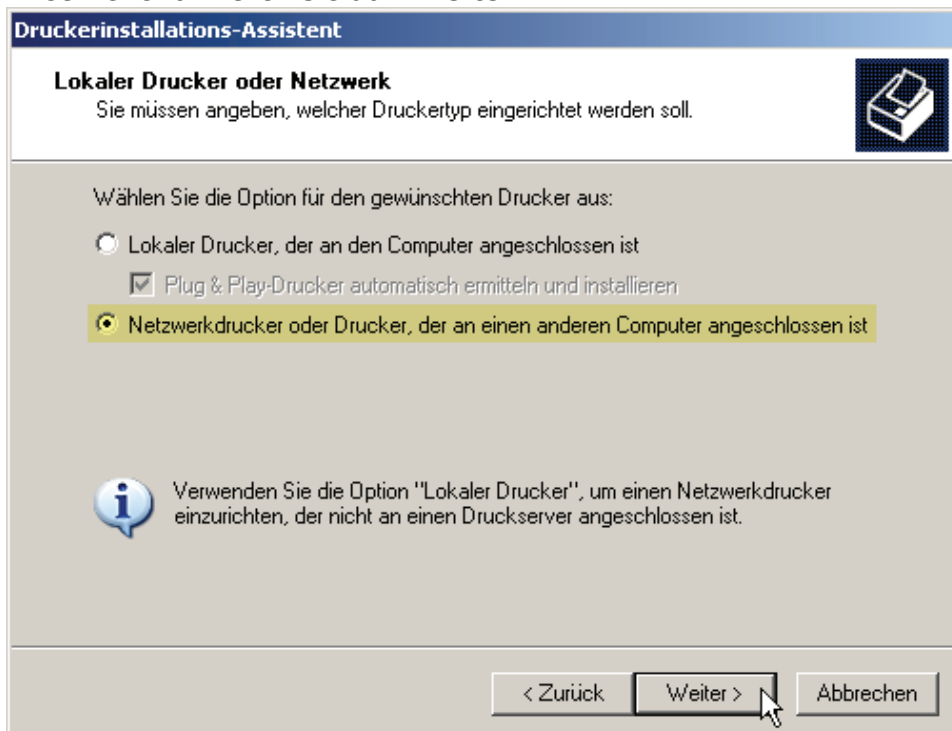 Druckerinstallations-Assistent
Lokaler Drucker oder Netzwerk
Sie müssen angeben, welcher Druckertyp eingerichtet werden soll.
Wählen Sie die Option für den gewünschten Drucker aus:
Lokaler Drucker, der an den Computer angeschlossen ist
Plug & Play-Drucker automatisch ermitteln und installieren
Netzwerkdrucker oder Drucker, der an einen anderen Computer angeschlossen ist
Verwenden Sie die Option "Lokaler Drucker", um einen Netzwerkdrucker
einzurichten, der nicht an einen Druckserver angeschlossen ist.
< Zurück Weiter > Abbrechen